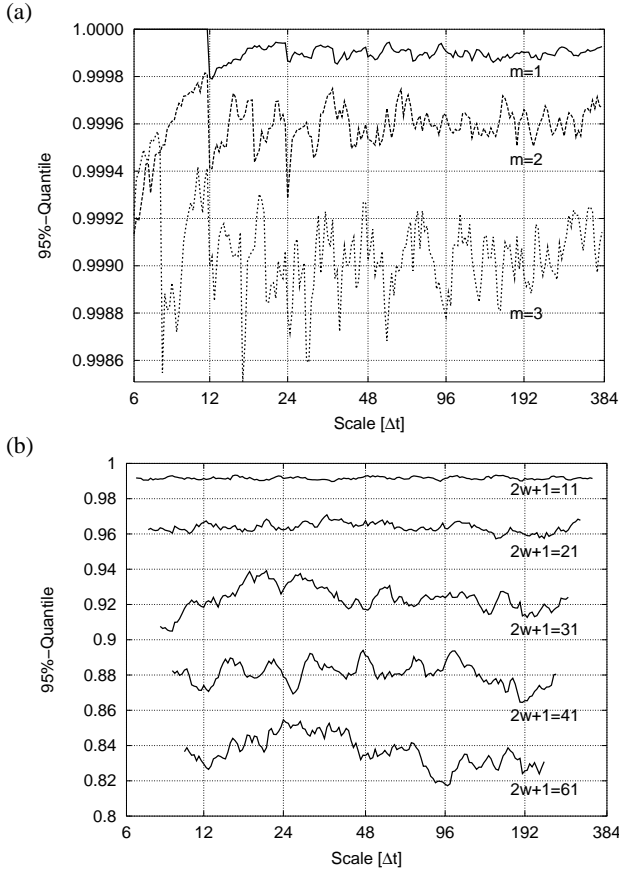 (a)
1.0000
0.9998
0.9996
0.9994
0.9992
0.9990
0.9988
0.9986
95%-Quantile
m=1
m=2
m=3
6 12 24 48 96 192 384
Scale [Δt]
(b)
1
0.98
0.96
0.94
0.92
0.9
0.88
0.86
0.84
0.82
0.8
95%-Quantile
2w+1=11
2w+1=21
2w+1=31
2w+1=41
2w+1=61
6 12 24 48 96 192 384
Scale [Δt]